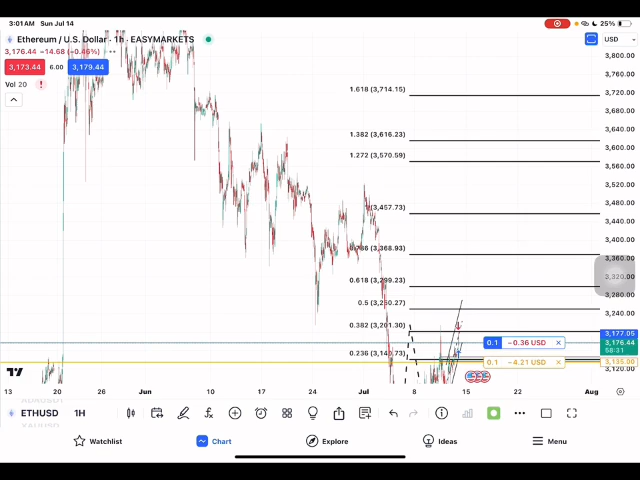 3:01AM Sun Jul 14
25%
Ethereum / U.S. Dollar · 1h · EASYMARKETS
USD
3,176.44 −14.68 (−0.46%)
3,173.44 6.00 3,179.44
Vol 20
3,800.00
3,760.00
3,720.00
3,680.00
3,640.00
3,600.00
3,560.00
3,520.00
3,480.00
3,440.00
3,400.00
3,360.00
3,320.00
3,280.00
3,240.00
1.618 (3,714.15)
1.382 (3,616.23)
1.272 (3,570.59)
1 (3,457.73)
0.786 (3,368.93)
0.618 (3,299.23)
0.5 (3,250.27)
0.382 (3,201.30)
0.236 (3,140.73)
3,177.05
0.1 −0.36 USD
3,176.44
58:31
0.1 −4.21 USD
3,135.00
3,120.00
13 20 27 Jun 10 17 24 Jul 8 15 22 Aug
ETHUSD 1H
XAUUSD
Watchlist Chart Explore Ideas Menu